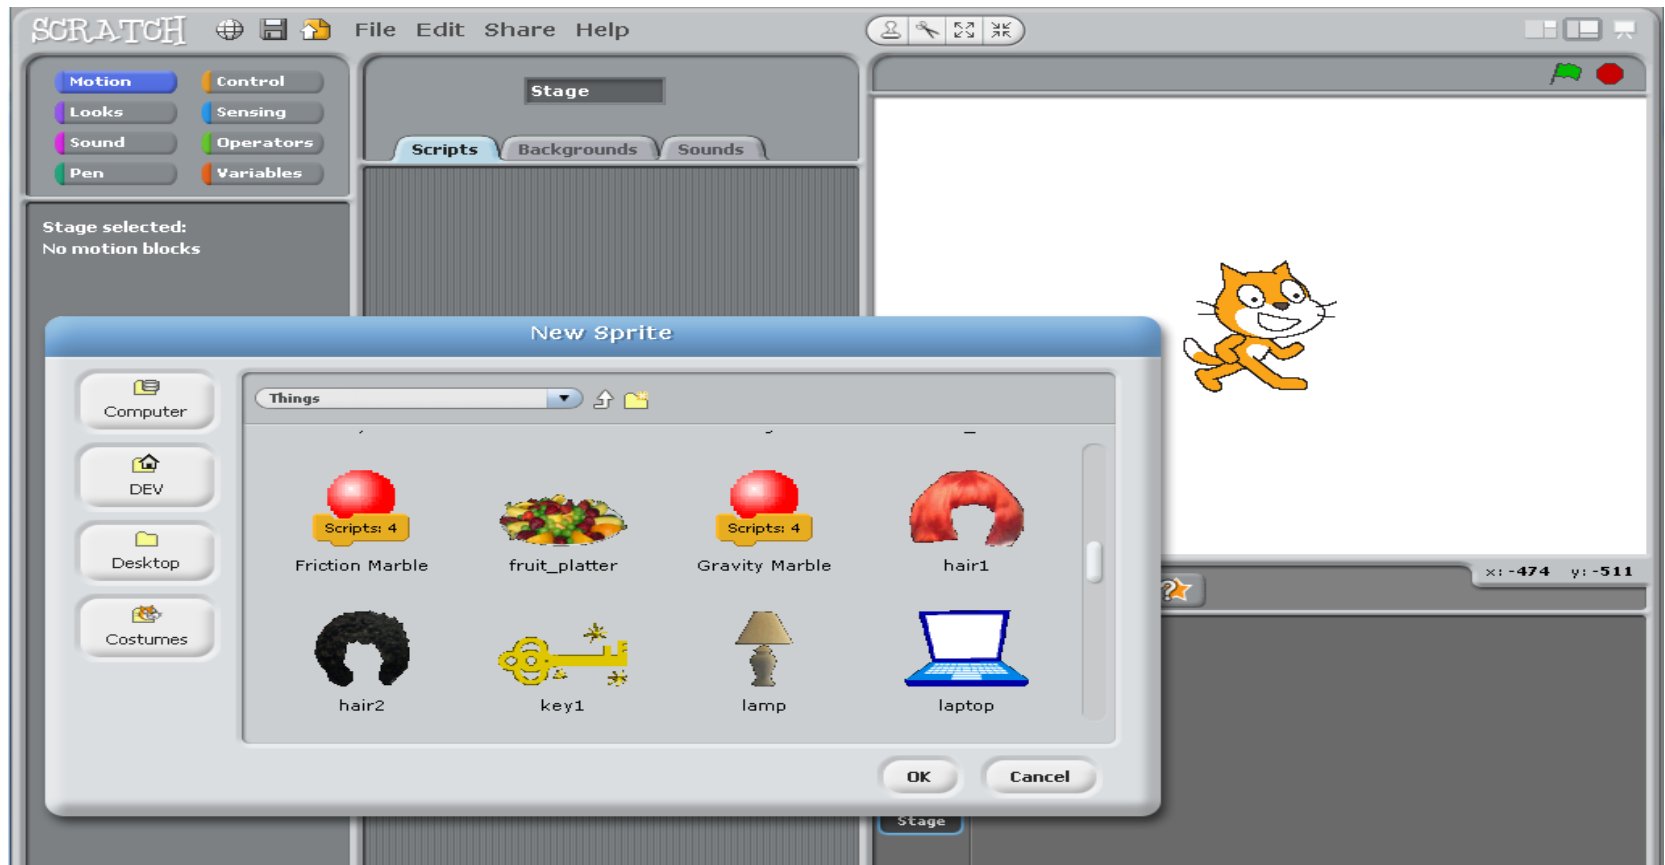 SCRATCH File Edit Share Help
Motion Control
Looks Sensing
Sound Operators
Pen Variables
Stage
Scripts Backgrounds Sounds
Stage selected:
No motion blocks
New Sprite
Computer
DEV
Desktop
Costumes
Things
Scripts: 4
Scripts: 4
Friction Marble fruit_platter Gravity Marble hair1
hair2 key1 lamp laptop
OK Cancel
x: -474 y: -511
Stage